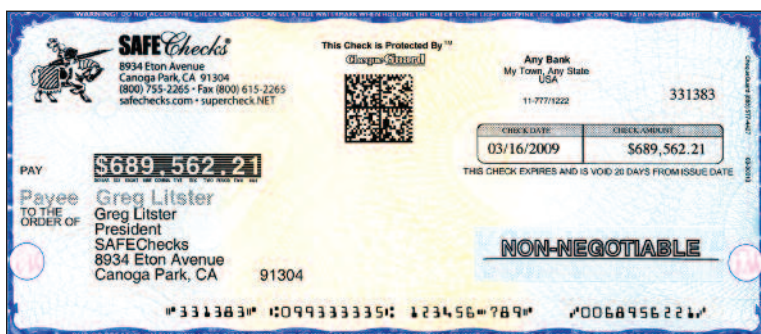 WARNING! DO NOT ACCEPT THIS CHECK UNLESS YOU CAN SEE A TRUE WATERMARK WHEN HOLDING THE CHECK TO THE LIGHT AND PINK LOCK AND KEY ICONS THAT FADE WHEN WARMED
SAFEChecks®
8934 Eton Avenue
Canoga Park, CA 91304
(800) 755-2265 • Fax (800) 615-2265
safechecks.com • supercheck.NET
This Check is Protected By™
Cheque Guard
Any Bank
My Town, Any State
USA
11-777/1222
331383
CHECK DATE CHECK AMOUNT
03/16/2009 $689,562.21
THIS CHECK EXPIRES AND IS VOID 20 DAYS FROM ISSUE DATE
PAY $689,562.21
Payee Greg Litster
TO THE
ORDER OF
Greg Litster
President
SAFEChecks
8934 Eton Avenue
Canoga Park, CA 91304
NON-NEGOTIABLE
⑈331383⑈ ⑆099333335⑆ 123456⑉789⑈ ⑇0068956221⑇